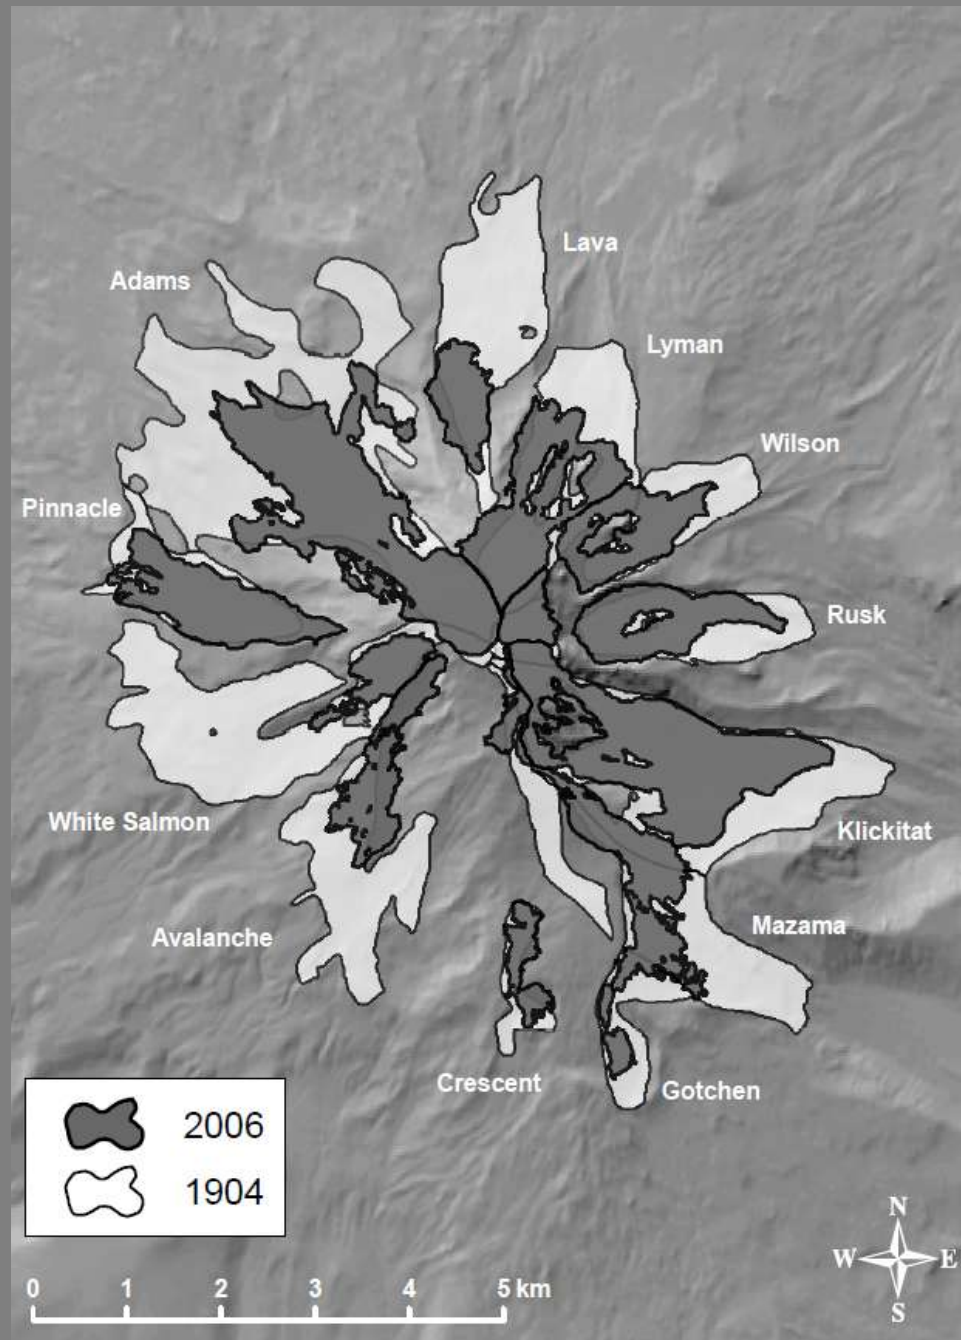 Lava
Adams
Lyman
Wilson
Pinnacle
Rusk
White Salmon
Klickitat
Mazama
Avalanche
Crescent
Gotchen
2006
1904
N
W E
S
0 1 2 3 4 5 km